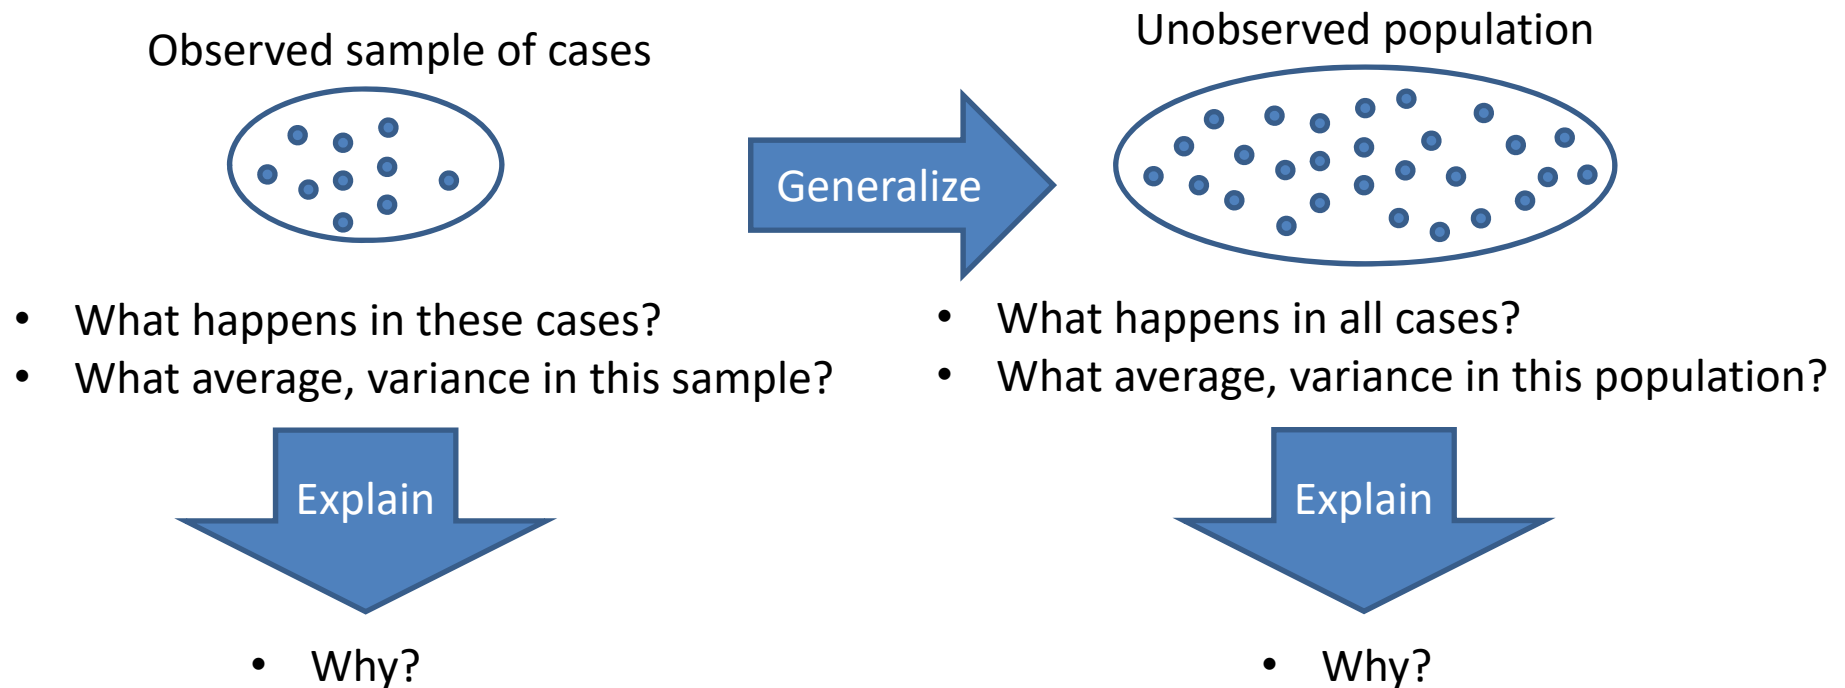 Observed sample of cases
Unobserved population
Generalize
• What happens in these cases?
• What average, variance in this sample?
• What happens in all cases?
• What average, variance in this population?
Explain
Explain
• Why?
• Why?